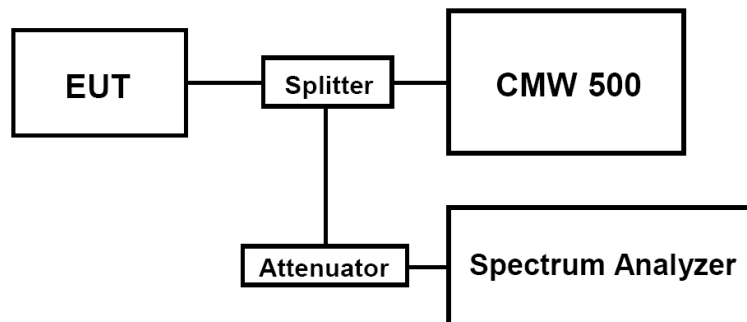 EUT
Splitter
CMW 500
Attenuator
Spectrum Analyzer